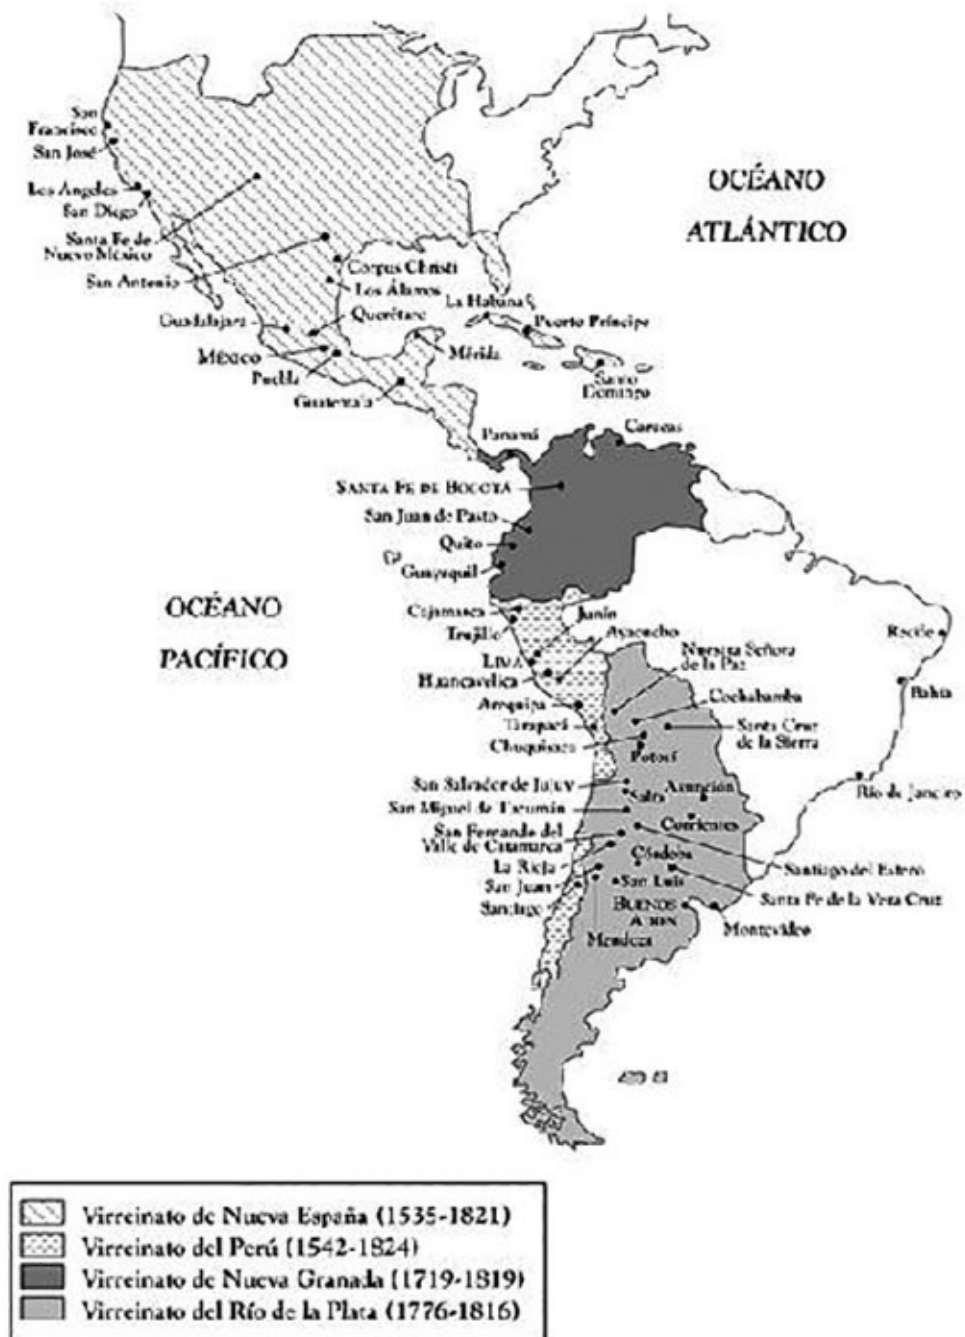 San
Francisco
San José
Los Ángeles
San Diego
Santa Fe de
Nuevo México
San Antonio
Corpus Christi
Los Álamos
OCÉANO
ATLÁNTICO
La Habana
Guadalajara
Querétaro
Puerto Príncipe
MÉXICO
Mérida
Puebla
Santo
Domingo
Guatemala
Panamá
Caracas
SANTA FE DE BOGOTÁ
San Juan de Pasto
Quito
Guayaquil
OCÉANO
PACÍFICO
Cajamarca
Trujillo
Junín
Ayacucho
LIMA
Huancavelica
Nuestra Señora
de la Paz
Recife
Bahía
Arequipa
Cochabamba
Tarapacá
Santa Cruz
de la Sierra
Chuquisaca
Potosí
San Salvador de Jujuy
Salta
Asunción
Río de Janeiro
San Miguel de Tucumán
Corrientes
San Fernando del
Valle de Catamarca
La Rioja
Córdoba
Santiago del Estero
San Juan
San Luis
Santiago
Santa Fe de la Vera Cruz
BUENOS
AIRES
Montevideo
Mendoza
Virreinato de Nueva España (1535-1821)
Virreinato del Perú (1542-1824)
Virreinato de Nueva Granada (1719-1819)
Virreinato del Río de la Plata (1776-1816)